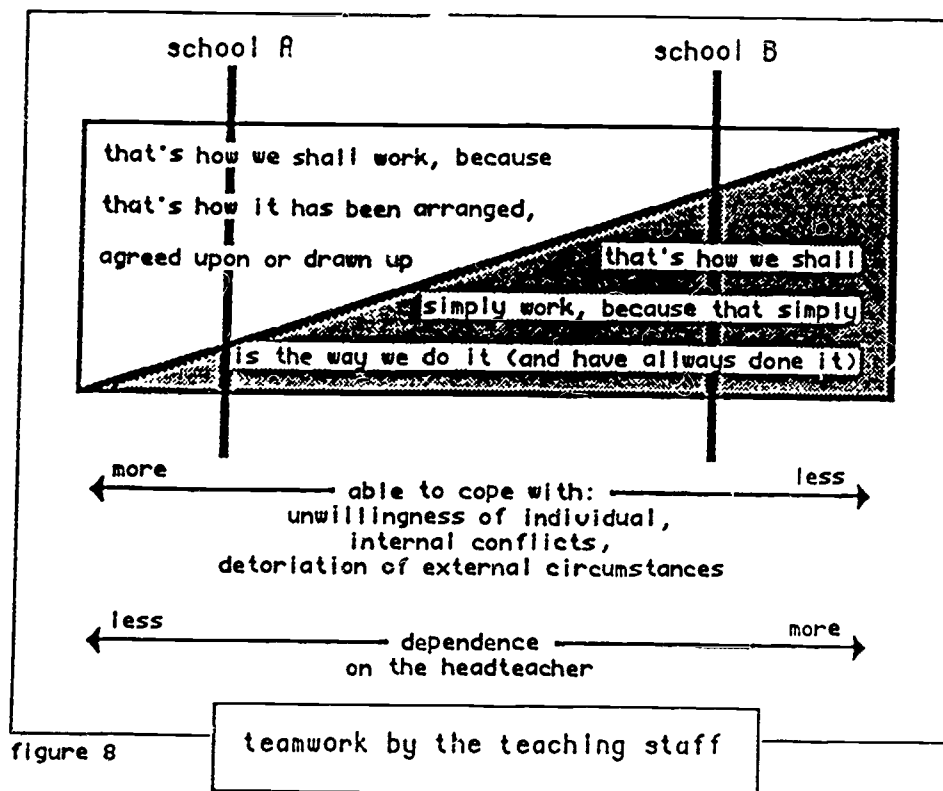 school A
school B
that's how we shall work, because
that's how it has been arranged,
agreed upon or drawn up
that's how we shall
simply work, because that simply
is the way we do it (and have allways done it)
more
less
able to cope with:
unwillingness of individual,
internal conflicts,
detoriation of external circumstances
less
more
dependence
on the headteacher
figure 8
teamwork by the teaching staff